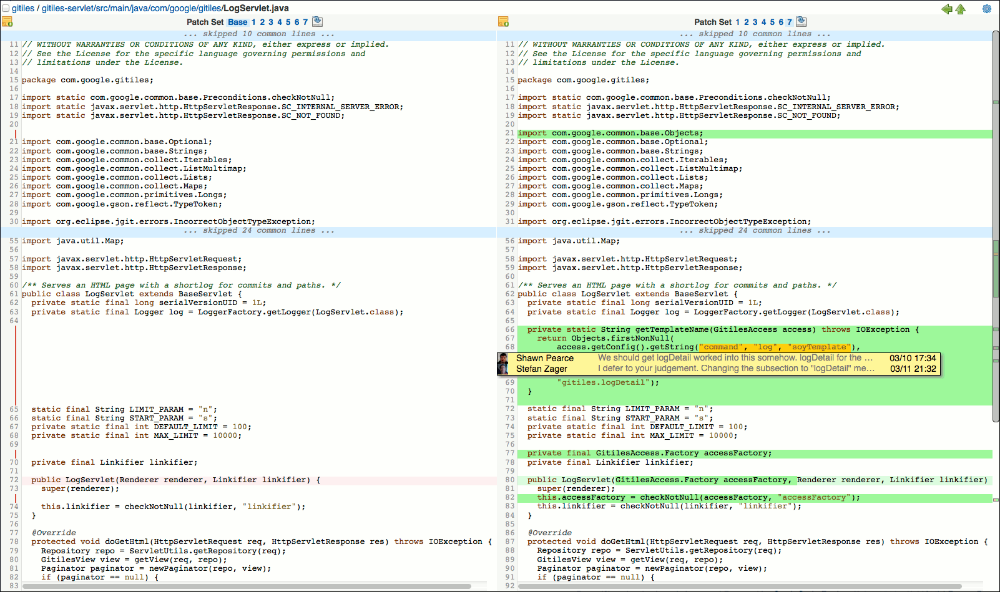 gitiles / gitiles-servlet/src/main/java/com/google/gitiles/LogServlet.java
Patch Set Base 1 2 3 4 5 6 7
... skipped 10 common lines ...
11 // WITHOUT WARRANTIES OR CONDITIONS OF ANY KIND, either express or implied.
12 // See the License for the specific language governing permissions and
13 // limitations under the License.
14
15 package com.google.gitiles;
16
17 import static com.google.common.base.Preconditions.checkNotNull;
18 import static javax.servlet.http.HttpServletResponse.SC_INTERNAL_SERVER_ERROR;
19 import static javax.servlet.http.HttpServletResponse.SC_NOT_FOUND;
20
21 import com.google.common.base.Optional;
22 import com.google.common.base.Strings;
23 import com.google.common.collect.Iterables;
24 import com.google.common.collect.ListMultimap;
25 import com.google.common.collect.Lists;
26 import com.google.common.collect.Maps;
27 import com.google.common.primitives.Longs;
28 import com.google.gson.reflect.TypeToken;
29
30 import org.eclipse.jgit.errors.IncorrectObjectTypeException;
... skipped 24 common lines ...
55 import java.util.Map;
56
57 import javax.servlet.http.HttpServletRequest;
58 import javax.servlet.http.HttpServletResponse;
59
60 /** Serves an HTML page with a shortlog for commits and paths. */
61 public class LogServlet extends BaseServlet {
62 private static final long serialVersionUID = 1L;
63 private static final Logger log = LoggerFactory.getLogger(LogServlet.class);
64
65 static final String LIMIT_PARAM = "n";
66 static final String START_PARAM = "s";
67 private static final int DEFAULT_LIMIT = 100;
68 private static final int MAX_LIMIT = 10000;
69
70 private final Linkifier linkifier;
71
72 public LogServlet(Renderer renderer, Linkifier linkifier) {
73 super(renderer);
74 this.linkifier = checkNotNull(linkifier, "linkifier");
75 }
76
77 @Override
78 protected void doGetHtml(HttpServletRequest req, HttpServletResponse res) throws IOException {
79 Repository repo = ServletUtils.getRepository(req);
80 GitilesView view = getView(req, repo);
81 Paginator paginator = newPaginator(repo, view);
82 if (paginator == null) {
83
Patch Set 1 2 3 4 5 6 7
... skipped 10 common lines ...
11 // WITHOUT WARRANTIES OR CONDITIONS OF ANY KIND, either express or implied.
12 // See the License for the specific language governing permissions and
13 // limitations under the License.
14
15 package com.google.gitiles;
16
17 import static com.google.common.base.Preconditions.checkNotNull;
18 import static javax.servlet.http.HttpServletResponse.SC_INTERNAL_SERVER_ERROR;
19 import static javax.servlet.http.HttpServletResponse.SC_NOT_FOUND;
20
21 import com.google.common.base.Objects;
22 import com.google.common.base.Optional;
23 import com.google.common.base.Strings;
24 import com.google.common.collect.Iterables;
25 import com.google.common.collect.ListMultimap;
26 import com.google.common.collect.Lists;
27 import com.google.common.collect.Maps;
28 import com.google.common.primitives.Longs;
29 import com.google.gson.reflect.TypeToken;
30
31 import org.eclipse.jgit.errors.IncorrectObjectTypeException;
... skipped 24 common lines ...
56 import java.util.Map;
57
58 import javax.servlet.http.HttpServletRequest;
59 import javax.servlet.http.HttpServletResponse;
60
61 /** Serves an HTML page with a shortlog for commits and paths. */
62 public class LogServlet extends BaseServlet {
63 private static final long serialVersionUID = 1L;
64 private static final Logger log = LoggerFactory.getLogger(LogServlet.class);
65
66 private static String getTemplateName(GitilesAccess access) throws IOException {
67 return Objects.firstNonNull(
68 access.getConfig().getString("command", "log", "soyTemplate"),
Shawn Pearce We should get logDetail worked into this somehow. logDetail for the ... 03/10 17:34
Stefan Zager I defer to your judgement. Changing the subsection to "logDetail" me... 03/11 21:32
69 "gitiles.logDetail");
70 }
71
72 static final String LIMIT_PARAM = "n";
73 static final String START_PARAM = "s";
74 private static final int DEFAULT_LIMIT = 100;
75 private static final int MAX_LIMIT = 10000;
76
77 private final GitilesAccess.Factory accessFactory;
78 private final Linkifier linkifier;
79
80 public LogServlet(GitilesAccess.Factory accessFactory, Renderer renderer, Linkifier linkifier)
81 super(renderer);
82 this.accessFactory = checkNotNull(accessFactory, "accessFactory");
83 this.linkifier = checkNotNull(linkifier, "linkifier");
84 }
85
86 @Override
87 protected void doGetHtml(HttpServletRequest req, HttpServletResponse res) throws IOException {
88 Repository repo = ServletUtils.getRepository(req);
89 GitilesView view = getView(req, repo);
90 Paginator paginator = newPaginator(repo, view);
91 if (paginator == null) {
92